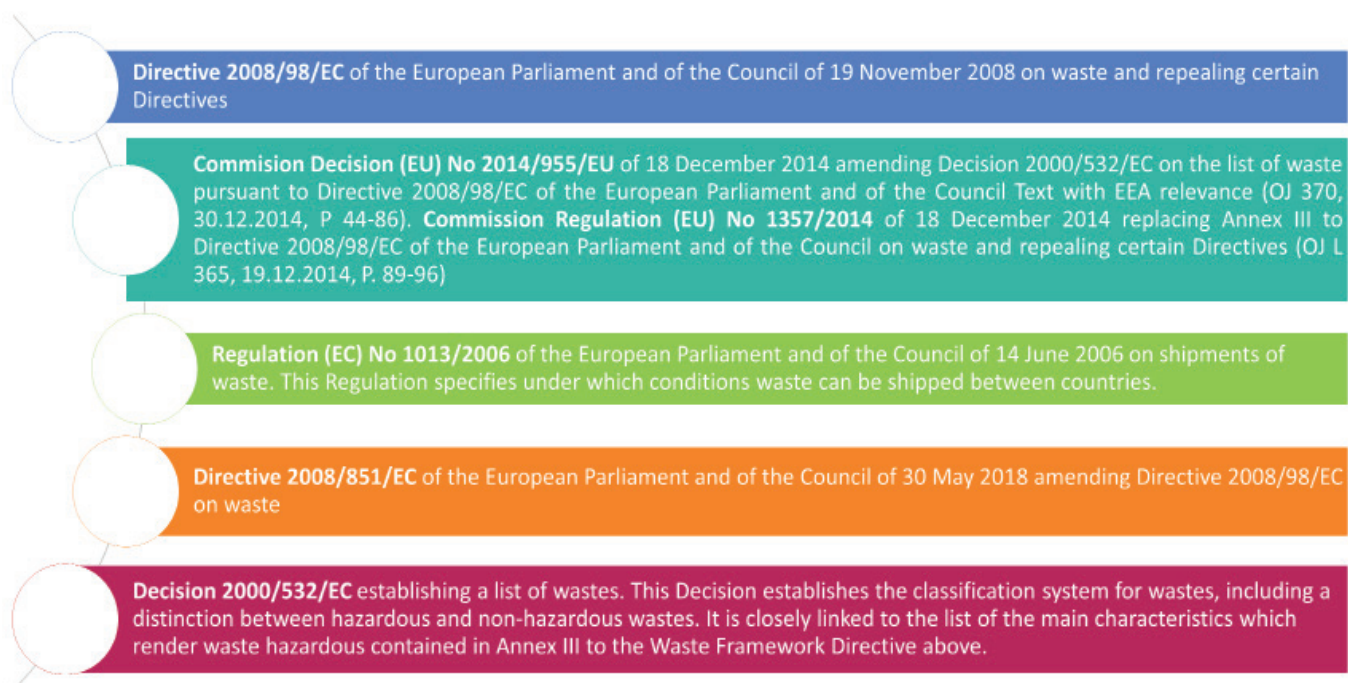 Directive 2008/98/EC of the European Parliament and of the Council of 19 November 2008 on waste and repealing certain
Directives
Commision Decision (EU) No 2014/955/EU of 18 December 2014 amending Decision 2000/532/EC on the list of waste
pursuant to Directive 2008/98/EC of the European Parliament and of the Council Text with EEA relevance (OJ 370,
30.12.2014, P 44-86). Commission Regulation (EU) No 1357/2014 of 18 December 2014 replacing Annex III to
Directive 2008/98/EC of the European Parliament and of the Council on waste and repealing certain Directives (OJ L
365, 19.12.2014, P. 89-96)
Regulation (EC) No 1013/2006 of the European Parliament and of the Council of 14 June 2006 on shipments of
waste. This Regulation specifies under which conditions waste can be shipped between countries.
Directive 2008/851/EC of the European Parliament and of the Council of 30 May 2018 amending Directive 2008/98/EC
on waste
Decision 2000/532/EC establishing a list of wastes. This Decision establishes the classification system for wastes, including a
distinction between hazardous and non-hazardous wastes. It is closely linked to the list of the main characteristics which
render waste hazardous contained in Annex III to the Waste Framework Directive above.